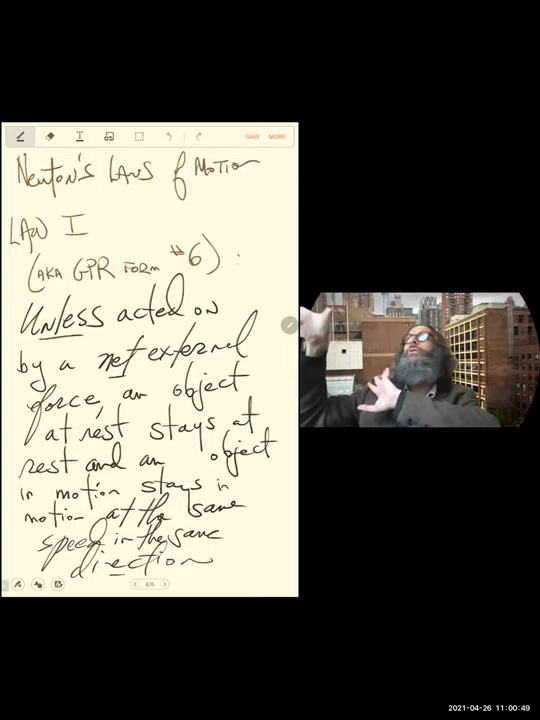 T
SAVE
MORE
Newton's LAWS of MOTION
LAW I
(AKA GPR FORM #6):
Unless acted on
by a net external
force, an object
at rest stays at
rest and an object
in motion stays in
motion at the same
speed in the same
direction
4/6
2021-04-26 11:00:49